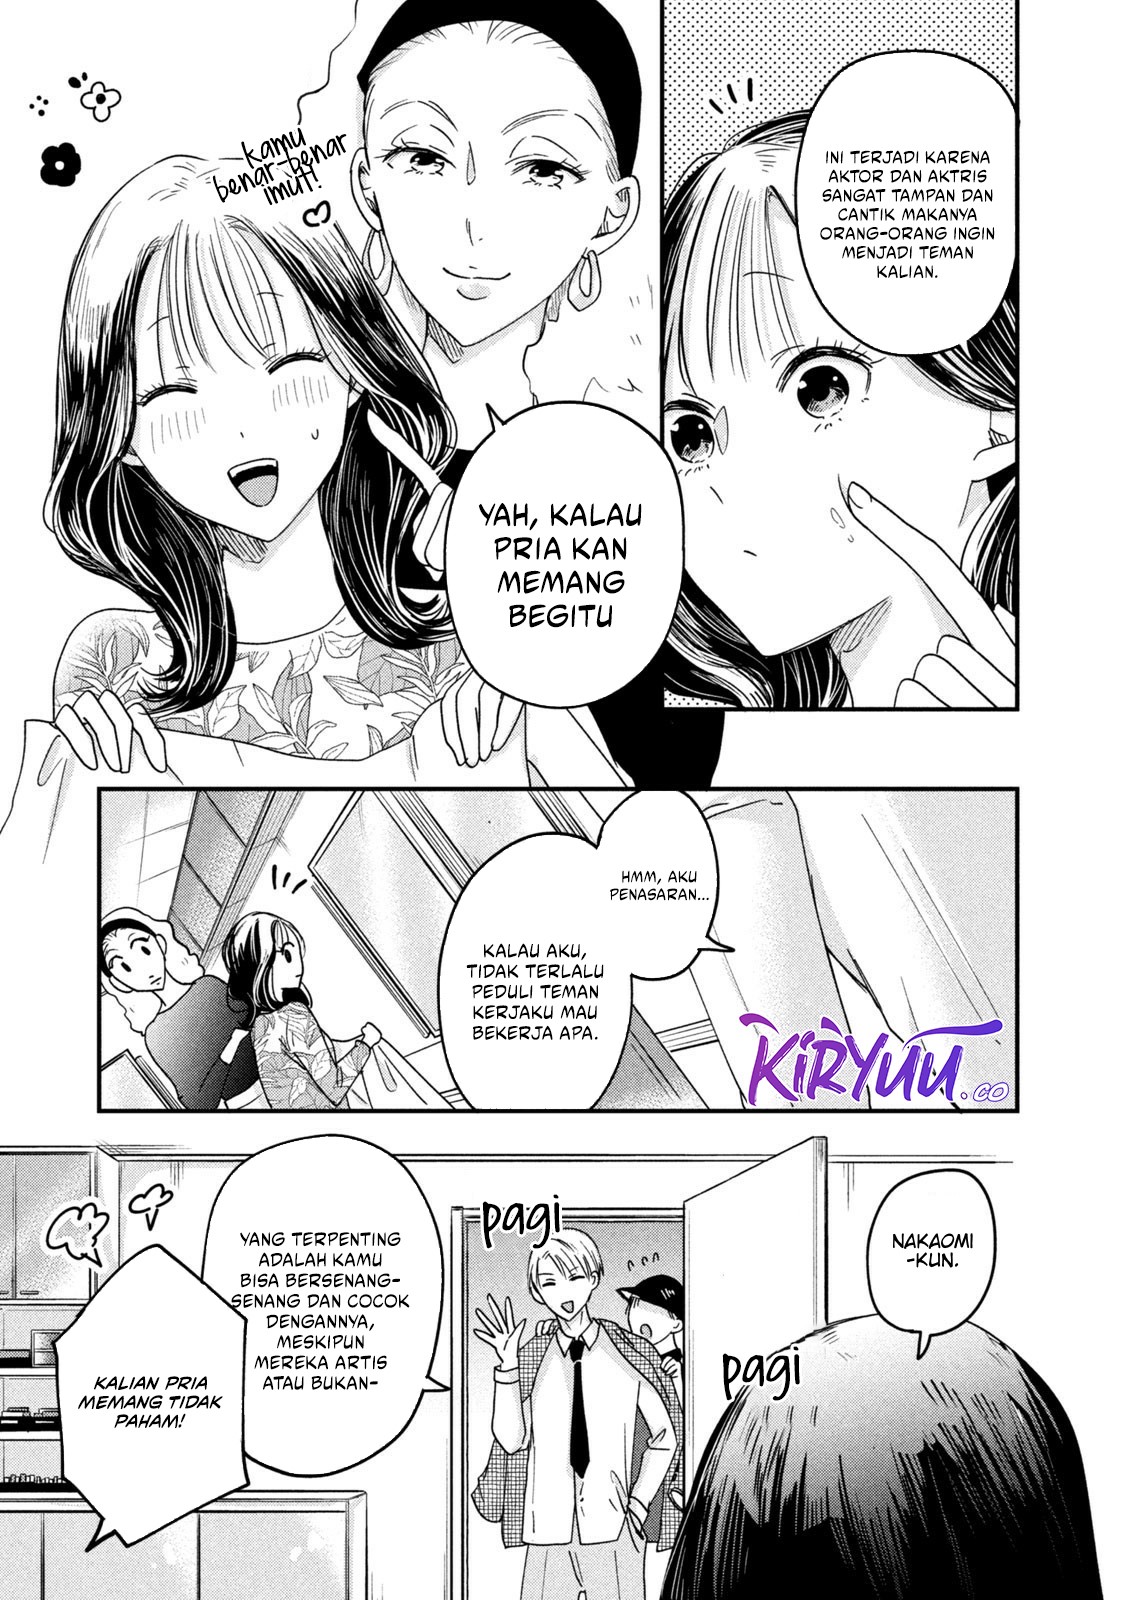 INI TERJADI KARENA
AKTOR DAN AKTRIS
SANGAT TAMPAN DAN
CANTIK MAKANYA
ORANG-ORANG INGIN
MENJADI TEMAN
KALIAN.
kamu
benar-benar
imut!
YAH, KALAU
PRIA KAN
MEMANG
BEGITU
HMM, AKU
PENASARAN...
KALAU AKU,
TIDAK TERLALU
PEDULI TEMAN
KERJAKU MAU
BEKERJA APA.
KIRYUU.CO
NAKAOMI
-KUN.
pagi
pagi
YANG TERPENTING
ADALAH KAMU
BISA BERSENANG-
SENANG DAN COCOK
DENGANNYA,
MESKIPUN
MEREKA ARTIS
ATAU BUKAN-
KALIAN PRIA
MEMANG TIDAK
PAHAM!